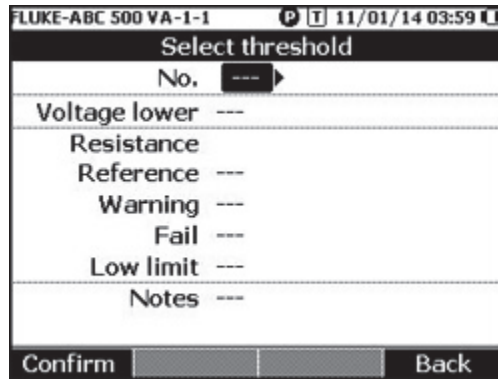 FLUKE-ABC 500 VA-1-1 P T 11/01/14 03:59
Select threshold
No. ---
Voltage lower ---
Resistance
Reference ---
Warning ---
Fail ---
Low limit ---
Notes ---
Confirm Back